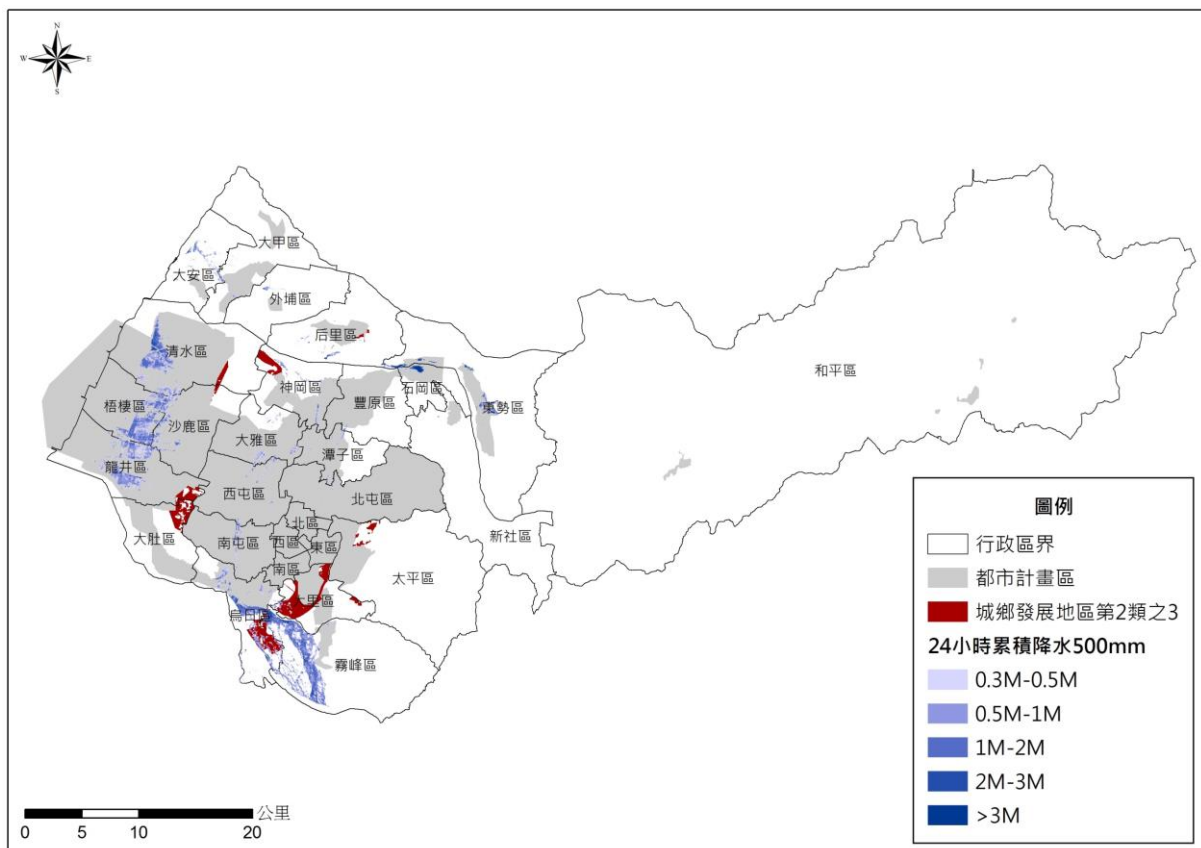 N
W
E
S
大甲區
大安區
外埔區
后里區
清水區
神岡區
石岡區
豐原區
東勢區
和平區
梧棲區
沙鹿區
大雅區
潭子區
龍井區
西屯區
北屯區
北區
大肚區
南屯區
西區
東區
新社區
南區
太平區
大里區
烏日區
霧峰區
圖例
行政區界
都市計畫區
城鄉發展地區第2類之3
24小時累積降水500mm
0.3M-0.5M
0.5M-1M
1M-2M
2M-3M
>3M
公里
0 5 10 20